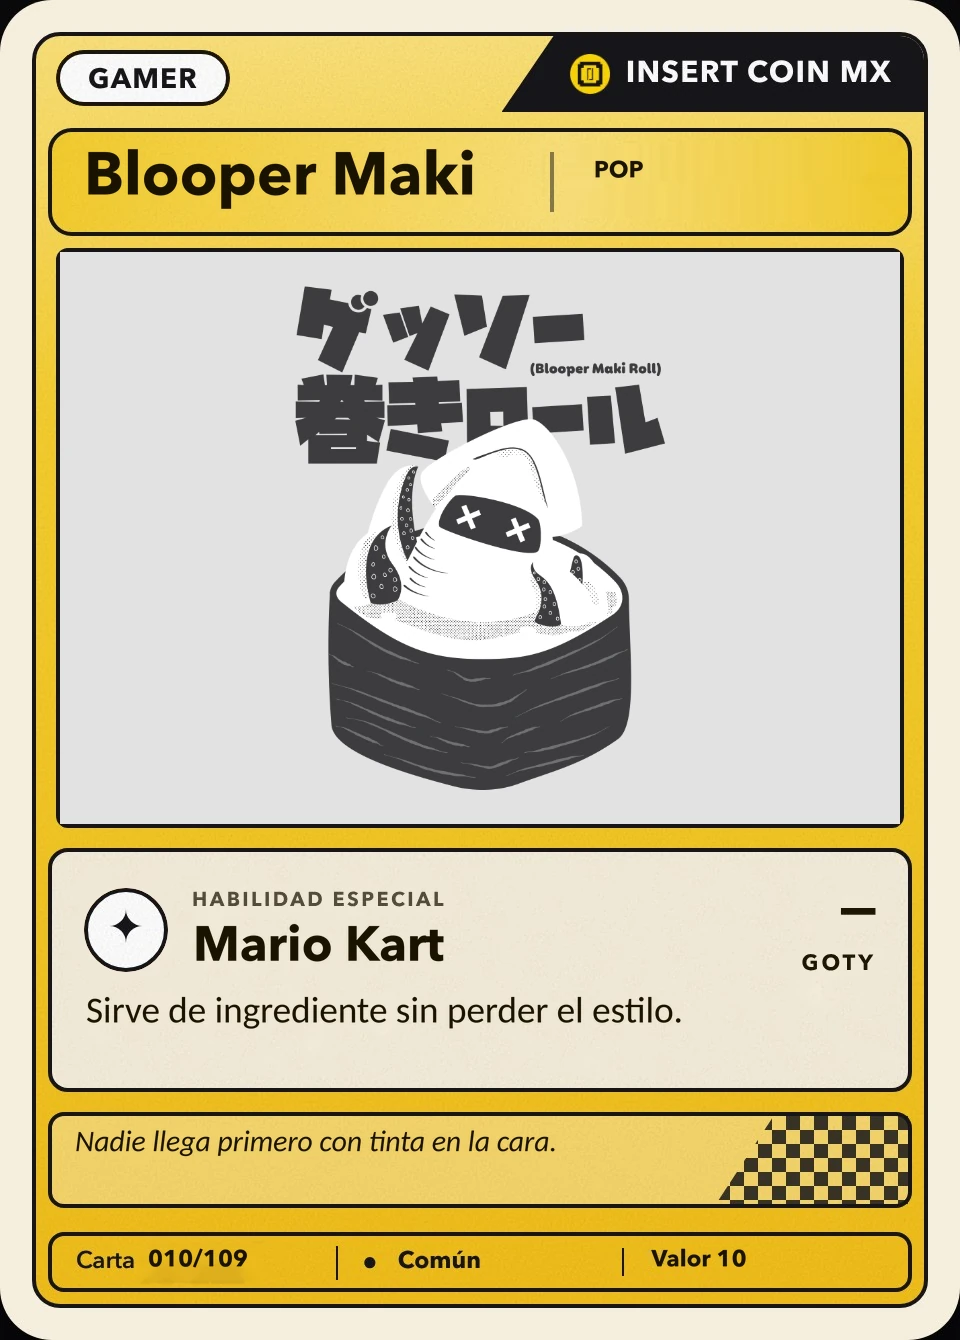 GAMER
INSERT COIN MX
Blooper Maki
POP
ゲッソー
(Blooper Maki Roll)
巻きロール
HABILIDAD ESPECIAL
Mario Kart
GOTY
Sirve de ingrediente sin perder el estilo.
Nadie llega primero con tinta en la cara.
Carta 010/109
● Común
Valor 10